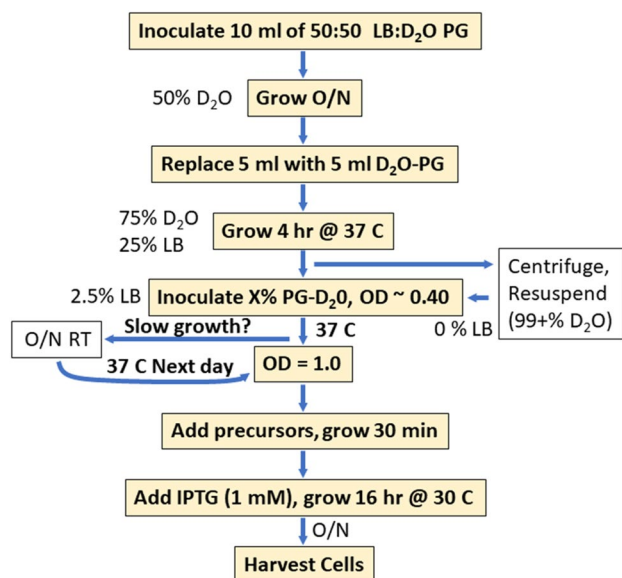 Inoculate 10 ml of 50:50 LB:D₂O PG
50% D₂O
Grow O/N
Replace 5 ml with 5 ml D₂O-PG
75% D₂O
25% LB
Grow 4 hr @ 37 C
Centrifuge,
Resuspend
(99+% D₂O)
2.5% LB
Inoculate X% PG-D₂0, OD ~ 0.40
0 % LB
Slow growth?
37 C
O/N RT
37 C Next day
OD = 1.0
Add precursors, grow 30 min
Add IPTG (1 mM), grow 16 hr @ 30 C
O/N
Harvest Cells